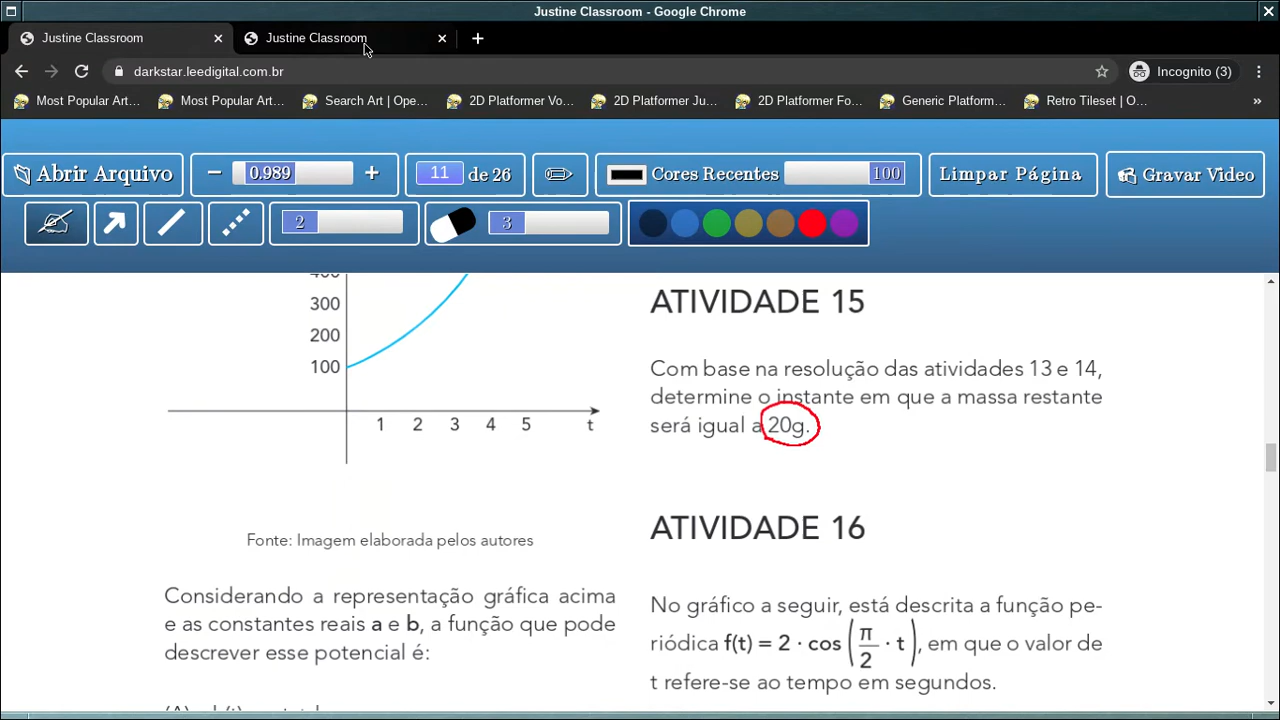 Justine Classroom - Google Chrome
Justine Classroom
Justine Classroom
darkstar.leedigital.com.br
Incognito (3)
Most Popular Art...
Most Popular Art...
Search Art | Ope...
2D Platformer Vo...
2D Platformer Ju...
2D Platformer Fo...
Generic Platform...
Retro Tileset | O...
»
Abrir Arquivo
− 0,989 +
11 de 26
Cores Recentes 100
Limpar Página
Gravar Video
2
3
400
300
200
100
1 2 3 4 5 t
Fonte: Imagem elaborada pelos autores
Considerando a representação gráfica acima
e as constantes reais a e b, a função que pode
descrever esse potencial é:
ATIVIDADE 15
Com base na resolução das atividades 13 e 14,
determine o instante em que a massa restante
será igual a 20g.
ATIVIDADE 16
No gráfico a seguir, está descrita a função pe-
riódica f(t) = 2 · cos (π/2 · t), em que o valor de
t refere-se ao tempo em segundos.